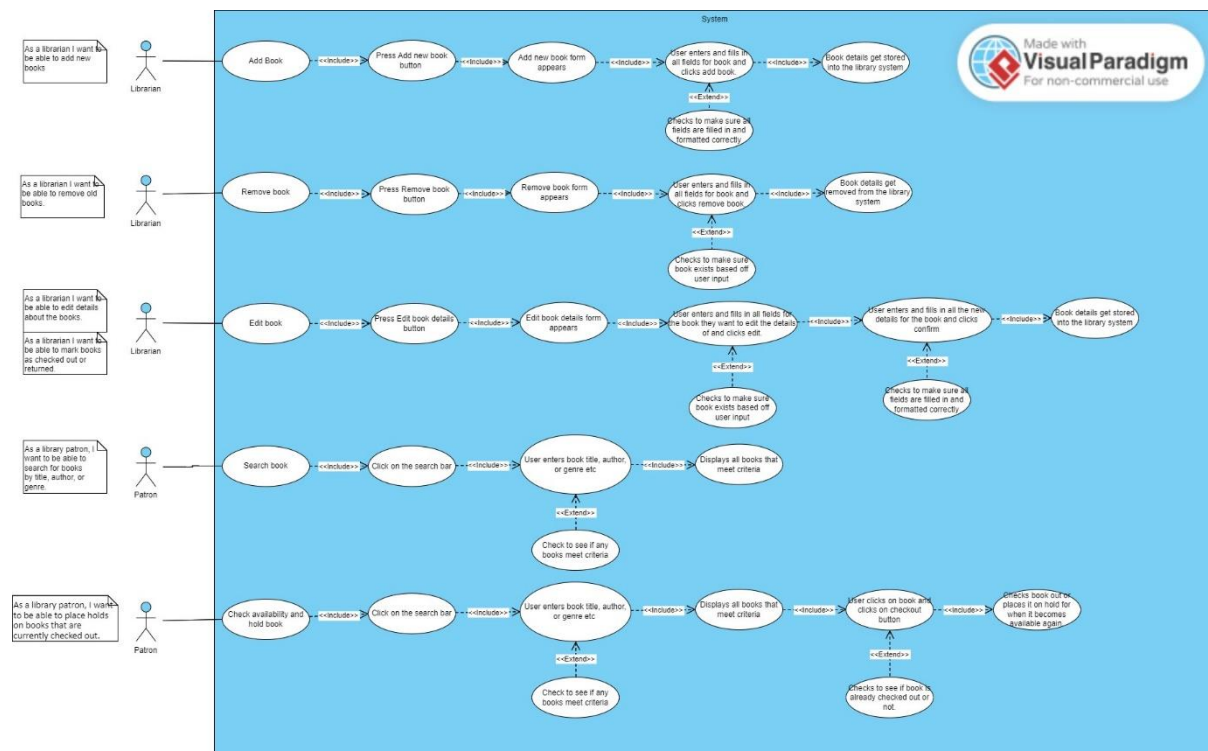 System
Made with
VisualParadigm
For non-commercial use
As a librarian I want to
be able to add new
books
Librarian
Add Book
<<Include>>
Press Add new book
button
<<Include>>
Add new book form
appears
<<Include>>
User enters and fills in
all fields for book and
clicks add book.
<<Include>>
Book details get stored
into the library system
<<Extend>>
Checks to make sure all
fields are filled in and
formatted correctly
As a librarian I want to
be able to remove old
books.
Librarian
Remove book
<<Include>>
Press Remove book
button
<<Include>>
Remove book form
appears
<<Include>>
User enters and fills in
all fields for book and
clicks remove book.
<<Include>>
Book details get
removed from the library
system
<<Extend>>
Checks to make sure
book exists based off
user input
As a librarian I want to
be able to edit details
about the books.
As a librarian I want to
be able to mark books
as checked out or
returned.
Librarian
Edit book
<<Include>>
Press Edit book details
button
<<Include>>
Edit book details form
appears
<<Include>>
User enters and fills in all fields for
the book they want to edit the details
of and clicks edit.
<<Include>>
User enters and fills in all the new
details for the book and clicks
confirm
<<Include>>
Book details get stored
into the library system
<<Extend>>
Checks to make sure
book exists based off
user input
<<Extend>>
Checks to make sure all
fields are filled in and
formatted correctly
As a library patron, I
want to be able to
search for books
by title, author, or
genre.
Patron
Search book
<<Include>>
Click on the search bar
<<Include>>
User enters book title, author,
or genre etc
<<Include>>
Displays all books that
meet criteria
<<Extend>>
Check to see if any
books meet criteria
As a library patron, I want
to be able to place holds
on books that are
currently checked out.
Patron
Check availability and
hold book
<<Include>>
Click on the search bar
<<Include>>
User enters book title, author,
or genre etc
<<Include>>
Displays all books that
meet criteria
<<Include>>
User clicks on book and
clicks on checkout
button
<<Include>>
Checks book out or
places it on hold for
when it becomes
available again.
<<Extend>>
Check to see if any
books meet criteria
<<Extend>>
Checks to see if book is
already checked out or
not.